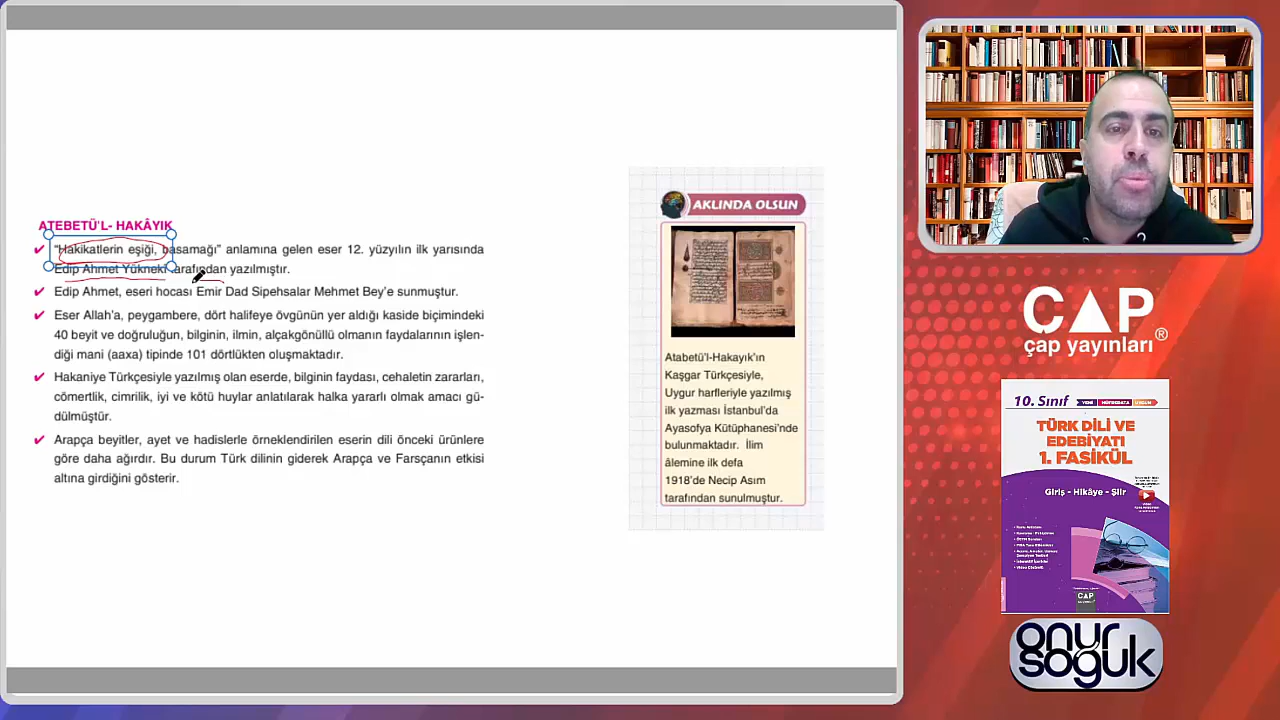 ATEBETÜ'L- HAKÂYIK
✔ "Hakikatlerin eşiği, basamağı" anlamına gelen eser 12. yüzyılın ilk yarısında
Edip Ahmet Yükneki tarafından yazılmıştır.
✔ Edip Ahmet, eseri hocası Emir Dad Sipehsalar Mehmet Bey'e sunmuştur.
✔ Eser Allah'a, peygambere, dört halifeye övgünün yer aldığı kaside biçimindeki
40 beyit ve doğruluğun, bilginin, ilmin, alçakgönüllü olmanın faydalarının işlen-
diği mani (aaxa) tipinde 101 dörtlükten oluşmaktadır.
✔ Hakaniye Türkçesiyle yazılmış olan eserde, bilginin faydası, cehaletin zararları,
cömertlik, cimrilik, iyi ve kötü huylar anlatılarak halka yararlı olmak amacı gü-
dülmüştür.
✔ Arapça beyitler, ayet ve hadislerle örneklendirilen eserin dili önceki ürünlere
göre daha ağırdır. Bu durum Türk dilinin giderek Arapça ve Farsçanın etkisi
altına girdiğini gösterir.
AKLINDA OLSUN
Atabetü'l-Hakayık'ın
Kaşgar Türkçesiyle,
Uygur harfleriyle yazılmış
ilk yazması İstanbul'da
Ayasofya Kütüphanesi'nde
bulunmaktadır. İlim
âlemine ilk defa
1918'de Necip Asım
tarafından sunulmuştur.
ÇAP
çap yayınları®
10. Sınıf
TÜRK DİLİ VE
EDEBİYATI
1. FASİKÜL
Giriş - Hikâye - Şiir
ÇAP
onur
soğuk